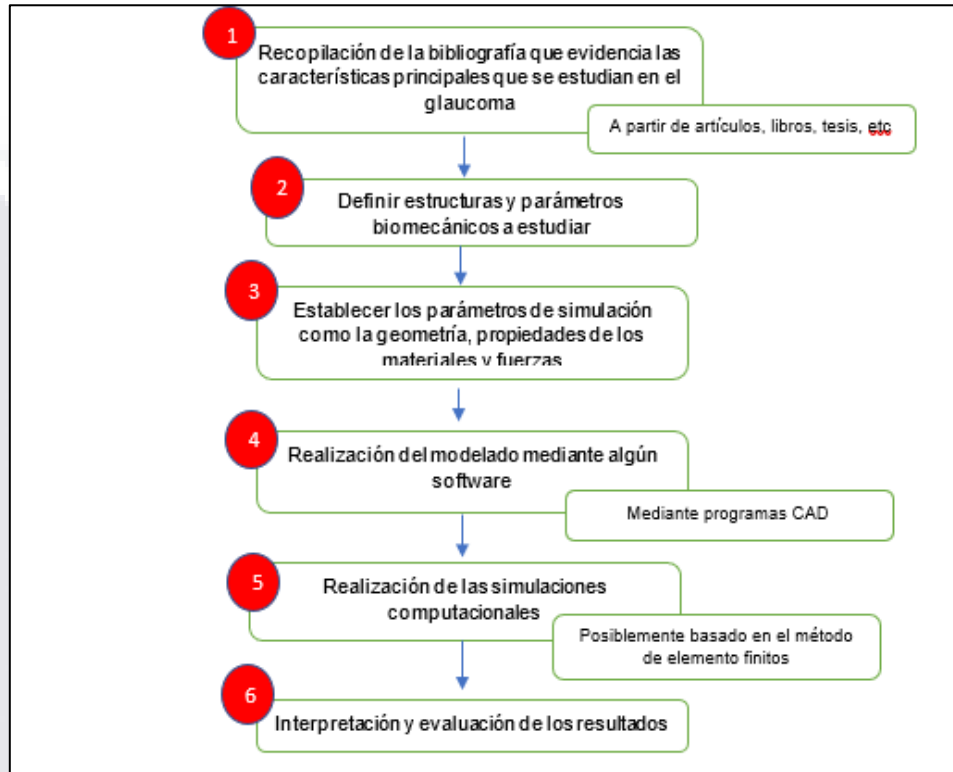 1
Recopilación de la bibliografía que evidencia las
características principales que se estudian en el
glaucoma
A partir de artículos, libros, tesis, etc
2
Definir estructuras y parámetros
biomecánicos a estudiar
3
Establecer los parámetros de simulación
como la geometría, propiedades de los
materiales y fuerzas
4
Realización del modelado mediante algún
software
Mediante programas CAD
5
Realización de las simulaciones
computacionales
Posiblemente basado en el método
de elemento finitos
6
Interpretación y evaluación de los resultados